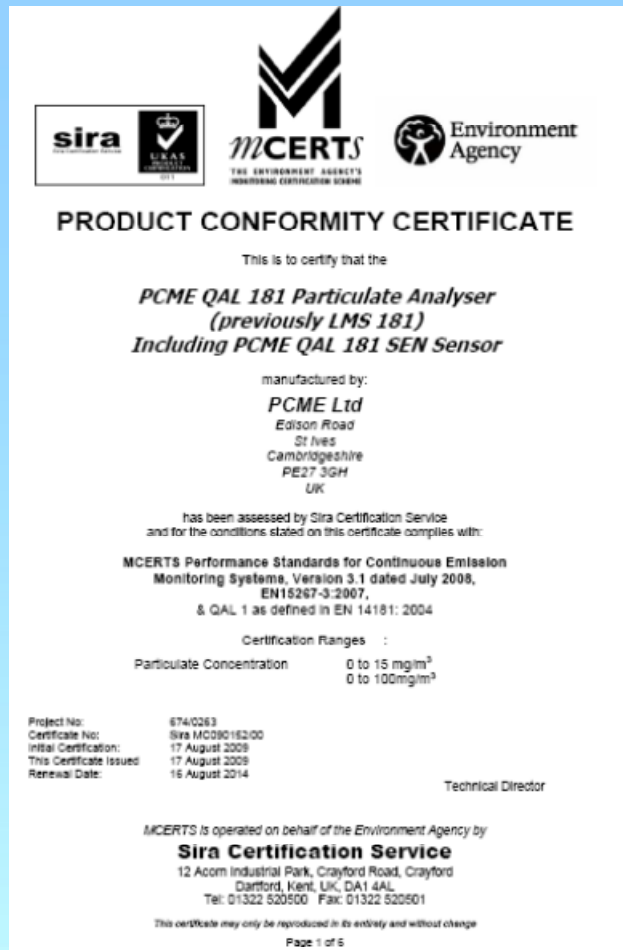 sira
Sira Certification Service
UKAS
PRODUCT CERTIFICATION
011
mCERTS
THE ENVIRONMENT AGENCY'S
MONITORING CERTIFICATION SCHEME
Environment
Agency
PRODUCT CONFORMITY CERTIFICATE
This is to certify that the
PCME QAL 181 Particulate Analyser
(previously LMS 181)
Including PCME QAL 181 SEN Sensor
manufactured by:
PCME Ltd
Edison Road
St Ives
Cambridgeshire
PE27 3GH
UK
has been assessed by Sira Certification Service
and for the conditions stated on this certificate complies with:
MCERTS Performance Standards for Continuous Emission
Monitoring Systems, Version 3.1 dated July 2008,
EN15267-3:2007,
& QAL 1 as defined in EN 14181: 2004
Certification Ranges :
Particulate Concentration 0 to 15 mg/m³
0 to 100mg/m³
Project No: 674/0263
Certificate No: Sira MC090152/00
Initial Certification: 17 August 2009
This Certificate Issued 17 August 2009
Renewal Date: 16 August 2014
Technical Director
MCERTS is operated on behalf of the Environment Agency by
Sira Certification Service
12 Acorn Industrial Park, Crayford Road, Crayford
Dartford, Kent, UK, DA1 4AL
Tel: 01322 520500 Fax: 01322 520501
This certificate may only be reproduced in its entirety and without change
Page 1 of 6